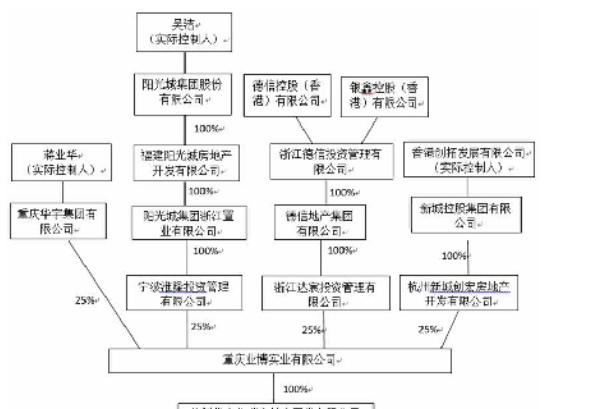 吴洁
（实际控制人）
阳光城集团股份
有限公司
德信控股（香
港）有限公司
银鑫控股（香
港）有限公司
100%
蒋业华
（实际控制人）
福建阳光城房地产
开发有限公司
浙江德信投资管理有
限公司
香港创拓发展有限公司
（实际控制人）
100%
100%
重庆华宇集团有
限公司
阳光城集团浙江置
业有限公司
德信地产集团
有限公司
新城控股集团有限
公司
100%
100%
100%
宁波淮隆投资管理
有限公司
浙江达宸投资管理有
限公司
杭州新城创宏房地产
开发有限公司
25%
25%
25%
25%
重庆业博实业有限公司
100%